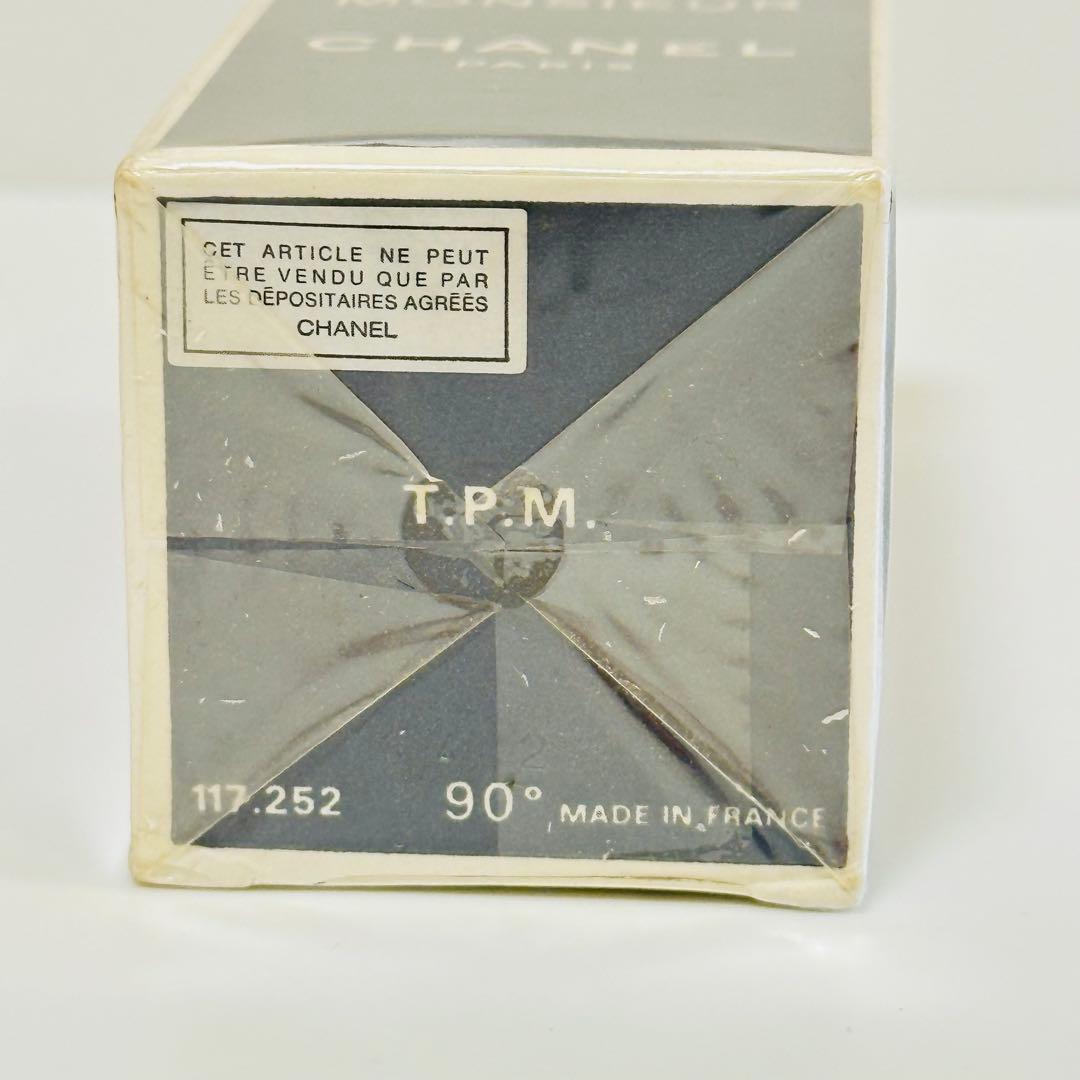 MONSIEUR
CHANEL
PARIS
CET ARTICLE NE PEUT
ÊTRE VENDU QUE PAR
LES DÉPOSITAIRES AGRÉÉS
CHANEL
T.P.M.
117.252 90° MADE IN FRANCE